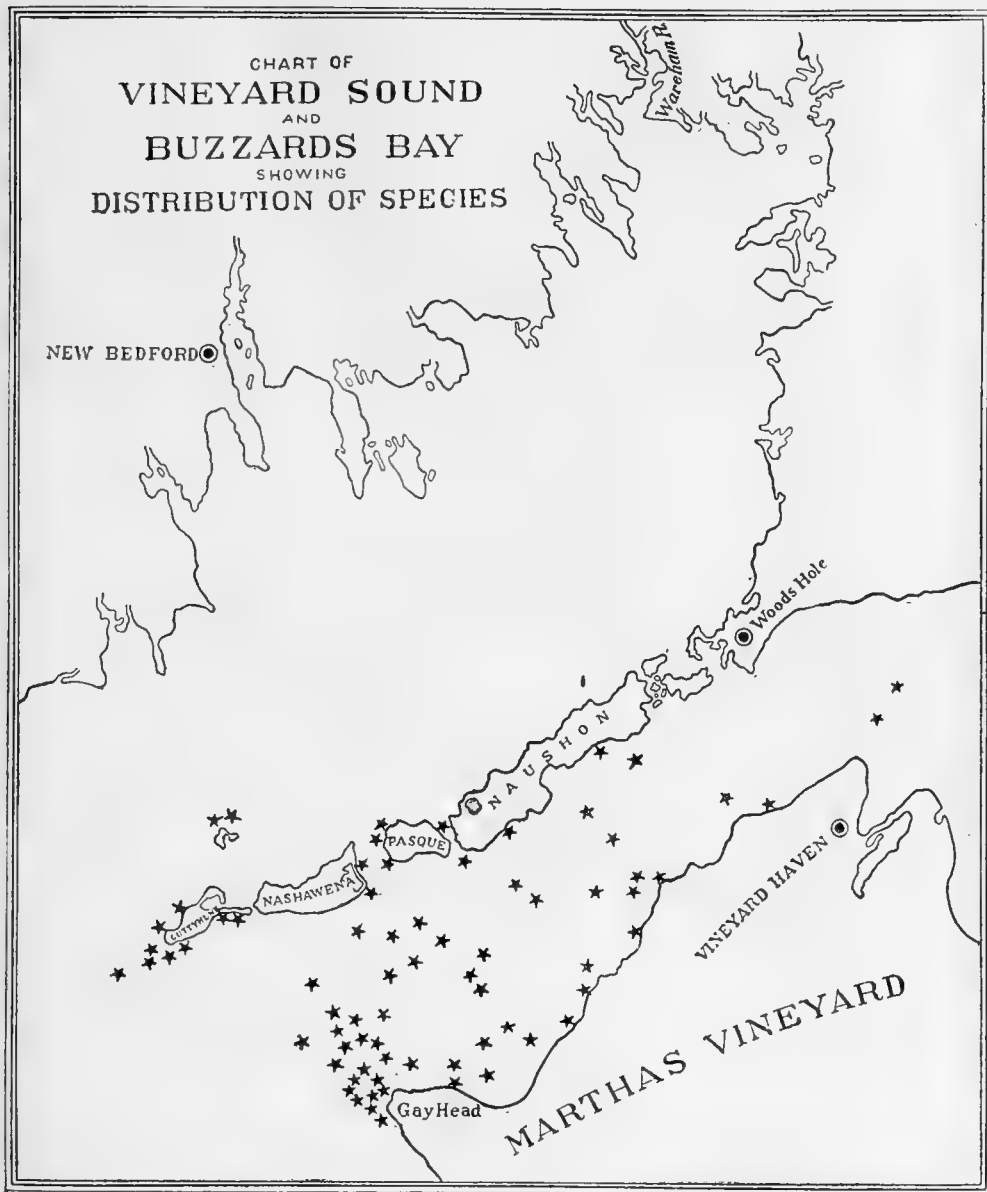 CHART OF
VINEYARD SOUND
AND
BUZZARDS BAY
SHOWING
DISTRIBUTION OF SPECIES
Wareham R.
NEW BEDFORD
Woods Hole
NAUSHON
PASQUE
NASHAWENA
CUTTYHUNK
VINEYARD HAVEN
MARTHAS VINEYARD
Gay Head